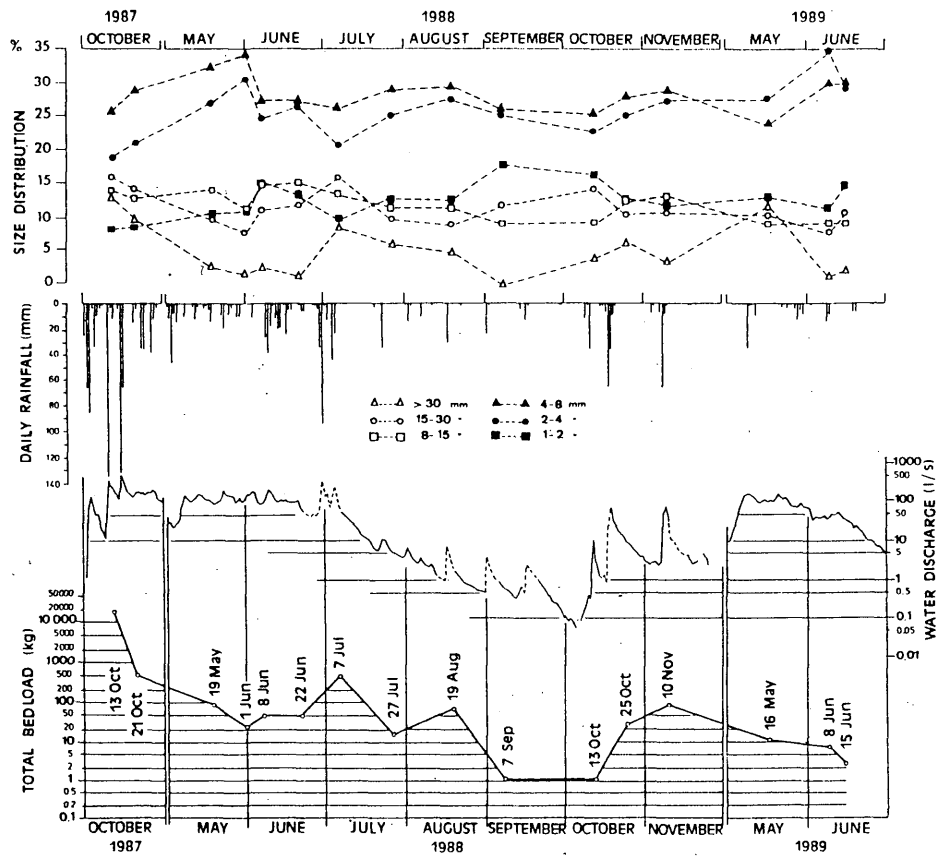 1987 1988 1989
OCTOBER MAY JUNE JULY AUGUST SEPTEMBER OCTOBER NOVEMBER MAY JUNE
%
35
30
25
20
15
10
5
0
SIZE DISTRIBUTION
0
20
40
60
80
100
120
140
DAILY RAINFALL (mm)
> 30 mm 4-8 mm
15-30 " 2-4 "
8-15 " 1-2 "
1000
500
100
50
10
5
1
0.5
0.1
0.05
0,01
WATER DISCHARGE (l/s)
50000
20000
10 000
5000
2000
1000
500
200
100
50
20
10
5
2
1
0.5
0.2
0.1
TOTAL BEDLOAD (kg)
13 Oct
21 Oct
19 May
1 Jun
8 Jun
22 Jun
7 Jul
27 Jul
19 Aug
7 Sep
13 Oct
25 Oct
10 Nov
16 May
8 Jun
15 Jun
OCTOBER MAY JUNE JULY AUGUST SEPTEMBER OCTOBER NOVEMBER MAY JUNE
1987 1988 1989